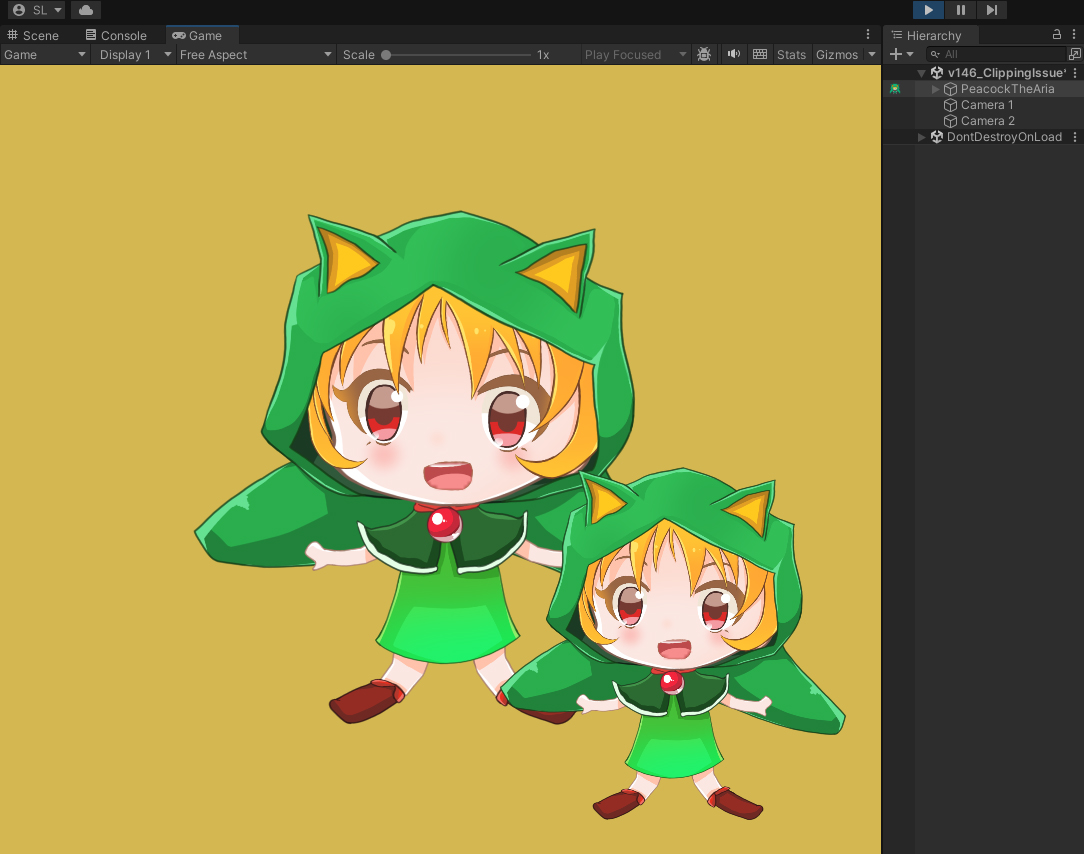 SL
Scene Console Game
Hierarchy
Game Display 1 Free Aspect Scale 1x Play Focused Stats Gizmos
All
v146_ClippingIssue*
PeacockTheAria
Camera 1
Camera 2
DontDestroyOnLoad